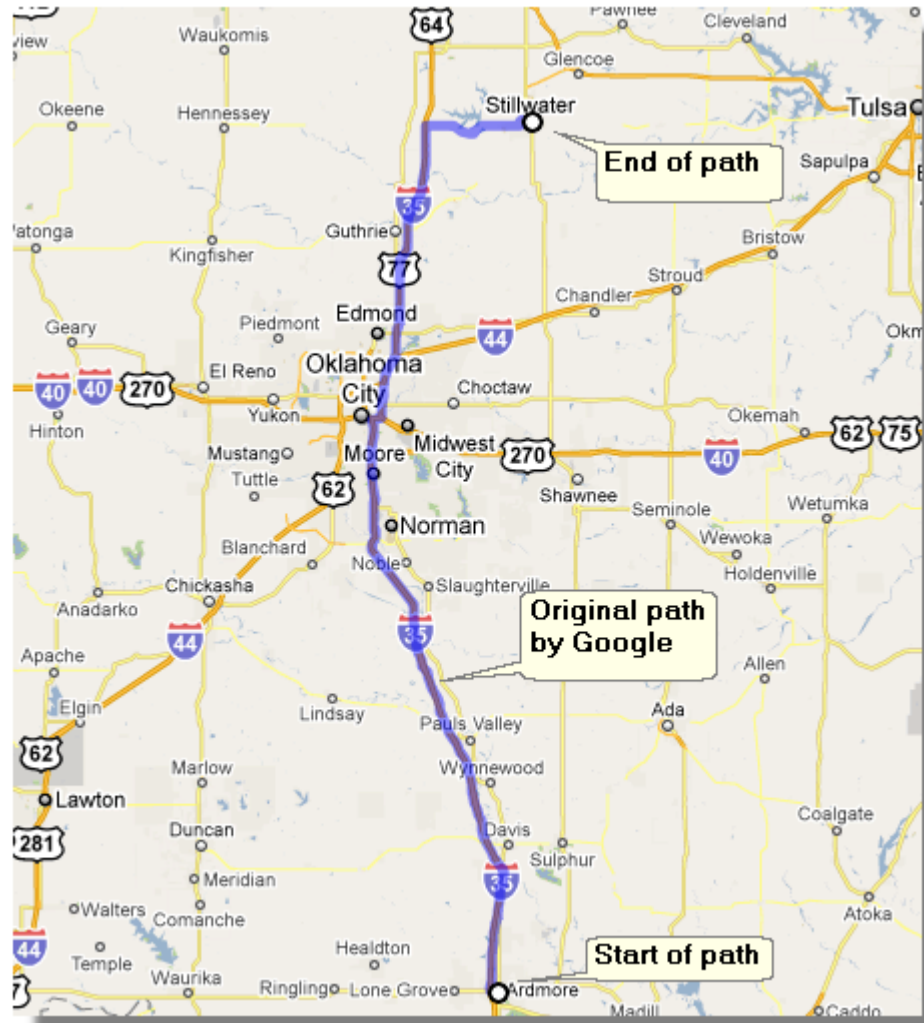 412
64
Pawnee
Cleveland
view
Waukomis
Glencoe
Okeene
Hennessey
Stillwater
Tulsa
End of path
Sapulpa
35
Guthrie
Watonga
Kingfisher
Bristow
77
Stroud
Chandler
Piedmont
Edmond
Geary
44
Okm
Oklahoma
City
El Reno
40
40
270
Choctaw
Yukon
Hinton
Okemah
62
75
Mustang
Moore
Midwest
City
270
40
Tuttle
62
Shawnee
Wetumka
Seminole
Norman
Wewoka
Blanchard
Noble
Holdenville
Chickasha
Slaughterville
Anadarko
Original path
by Google
35
44
Apache
Allen
Elgin
Lindsay
Ada
Pauls Valley
62
Marlow
Wynnewood
Lawton
Coalgate
Duncan
Davis
281
Sulphur
Meridian
35
Walters
Comanche
Atoka
44
Temple
Healdton
Start of path
Waurika
Ringling
Lone Grove
Ardmore
7
Madill
Caddo